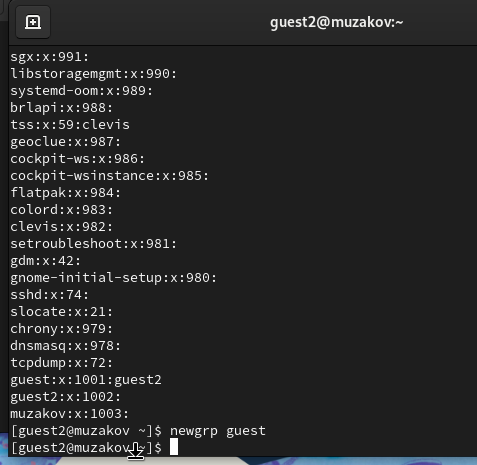 guest2@muzakov:~
sgx:x:991:
libstoragemgmt:x:990:
systemd-oom:x:989:
brlapi:x:988:
tss:x:59:clevis
geoclue:x:987:
cockpit-ws:x:986:
cockpit-wsinstance:x:985:
flatpak:x:984:
colord:x:983:
clevis:x:982:
setroubleshoot:x:981:
gdm:x:42:
gnome-initial-setup:x:980:
sshd:x:74:
slocate:x:21:
chrony:x:979:
dnsmasq:x:978:
tcpdump:x:72:
guest:x:1001:guest2
guest2:x:1002:
muzakov:x:1003:
[guest2@muzakov ~]$ newgrp guest
[guest2@muzakov ~]$